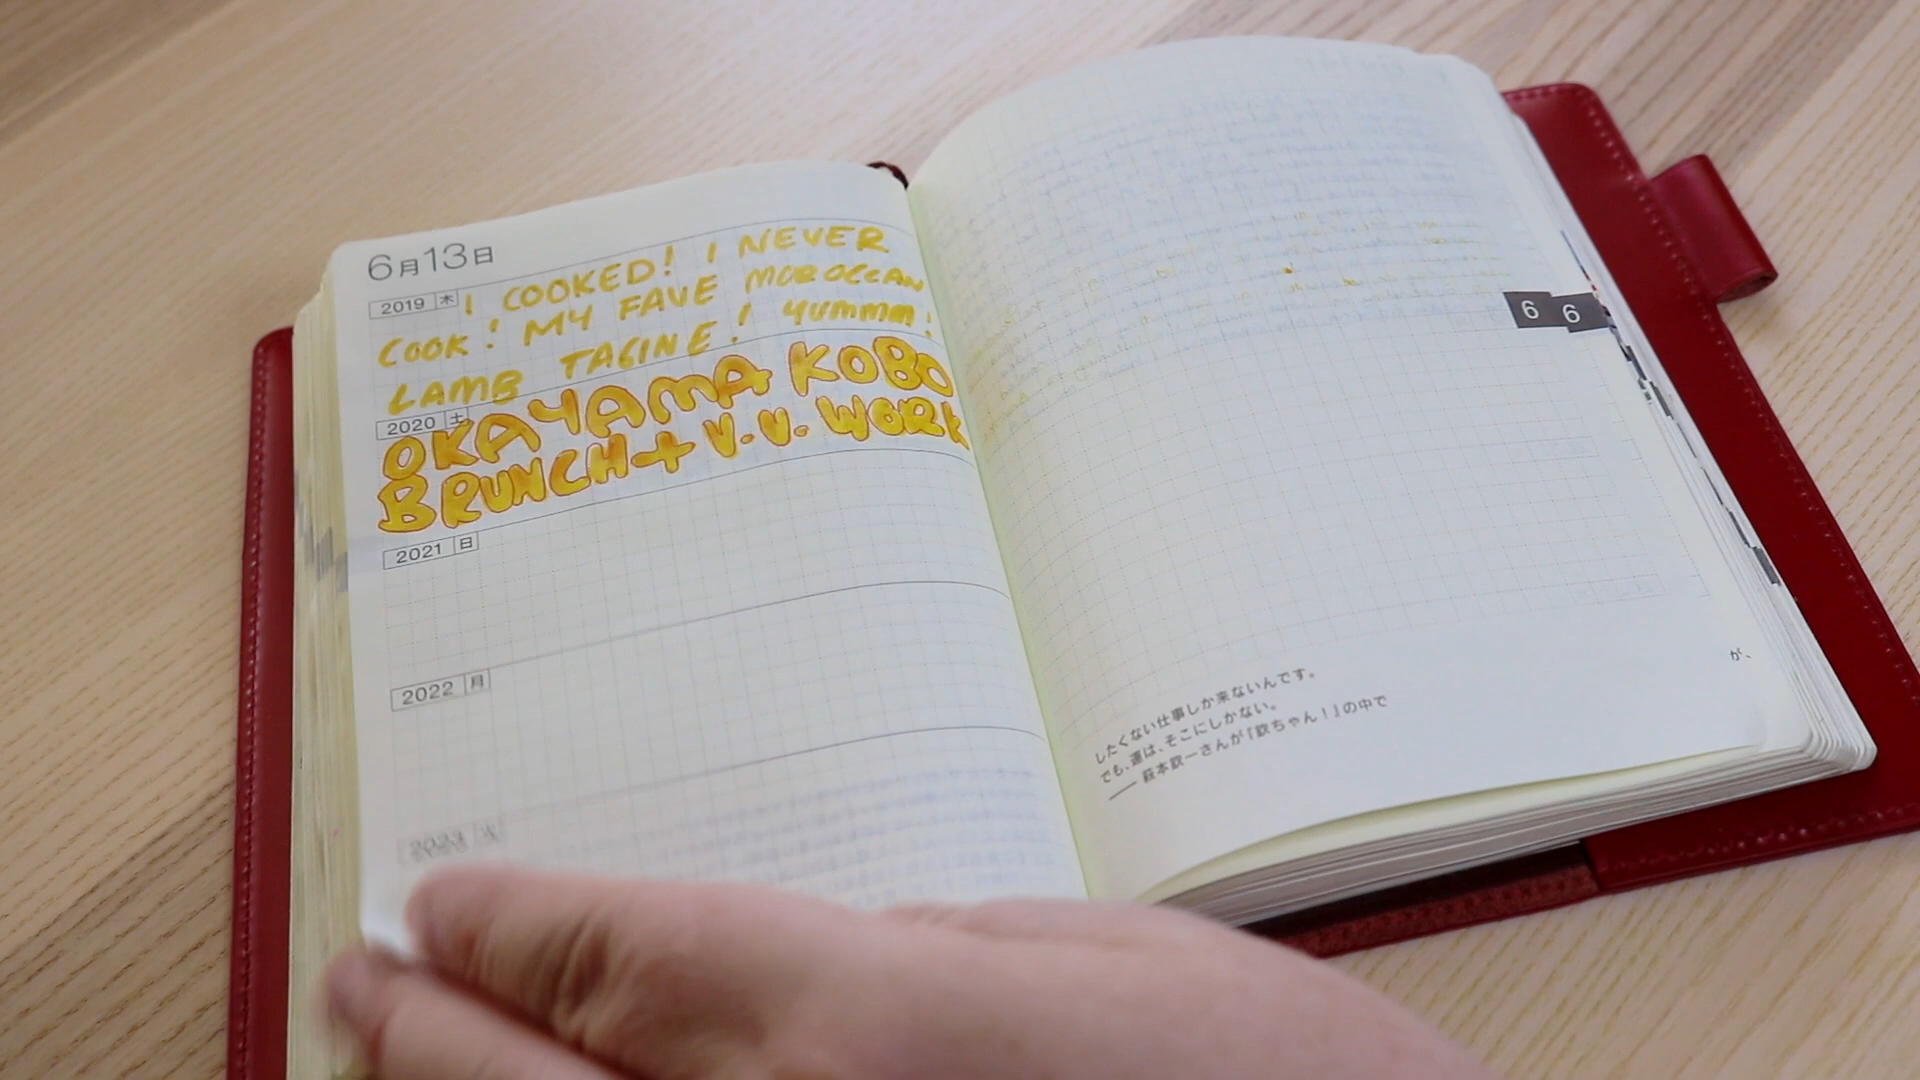 6月13日
2019 木
I COOKED! I NEVER
COOK! MY FAVE MOROCCAN
LAMB TAGINE! YUMMM!
2020 土
OKAYAMA KOBO
BRUNCH + V.V. WORK
2021 日
2022 月
2023 火
6 6
が、
したくない仕事しか来ないんです。
でも、運は、そこにしかない。
── 萩本欽一さんが『欽ちゃん!』の中で